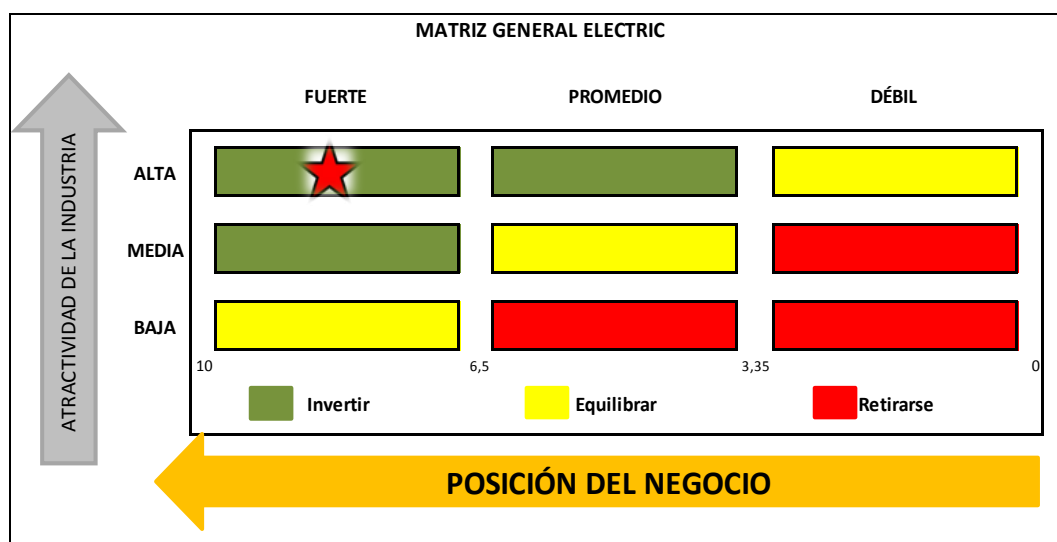 MATRIZ GENERAL ELECTRIC
FUERTE PROMEDIO DÉBIL
ATRACTIVIDAD DE LA INDUSTRIA
ALTA
MEDIA
BAJA
10 6,5 3,35 0
Invertir Equilibrar Retirarse
POSICIÓN DEL NEGOCIO